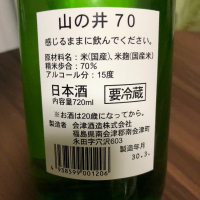 山の井 70
感じるままに飲んでください。
原材料名：米(国産)、米麹(国産米)
精米歩合：70%
アルコール分：15度
日本酒
内容量720ml
要冷蔵
※お酒は20歳になってから。
製造者：会津酒造株式会社
福島県南会津郡南会津町
永田字穴沢603
製造年月
30.3.
4958599001206